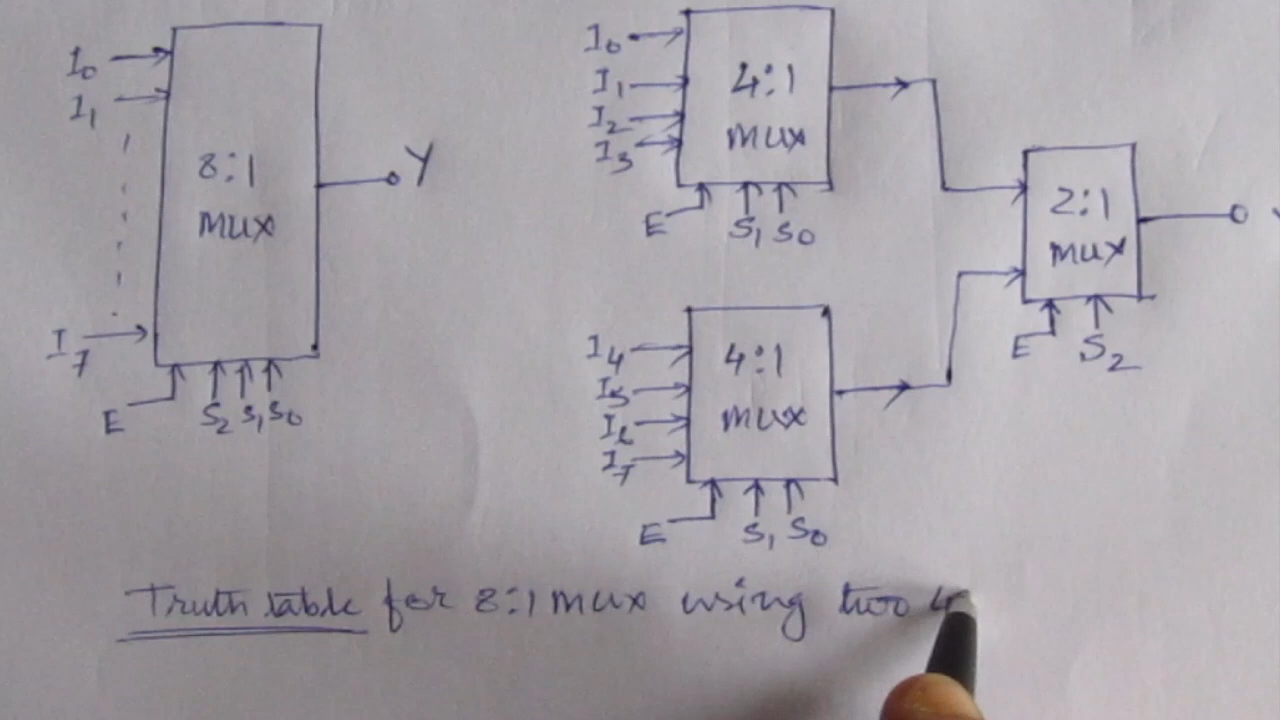 I0
I1
I7
8:1
MUX
Y
E
S2 S1 S0
I0
I1
I2
I3
4:1
MUX
E
S1 S0
I4
I5
I6
I7
4:1
MUX
E
S1 S0
2:1
MUX
E
S2
Truth table for 8:1 MUX using two 4